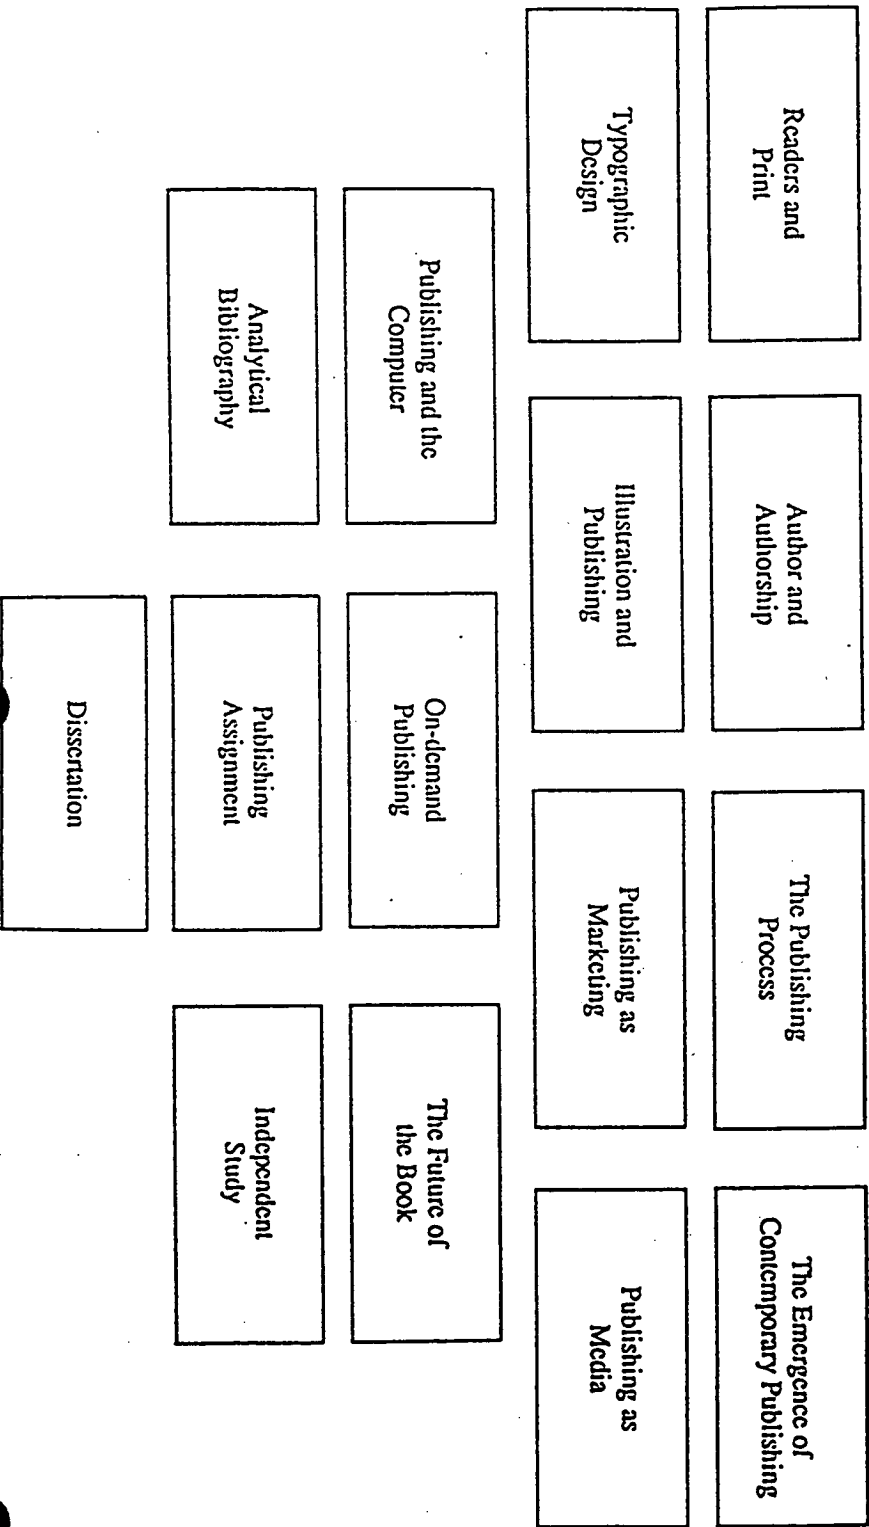 Readers and
Print
Author and
Authorship
The Publishing
Process
The Emergence of
Contemporary Publishing
Typographic
Design
Illustration and
Publishing
Publishing as
Marketing
Publishing as
Media
Publishing and the
Computer
On-demand
Publishing
The Future of
the Book
Analytical
Bibliography
Publishing
Assignment
Independent
Study
Dissertation